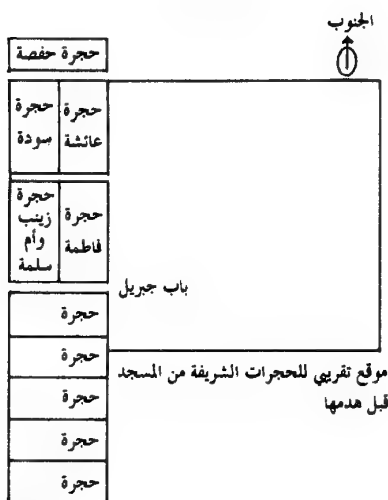 الجنوب
حجرة حفصة
حجرة
عائشة
حجرة
سودة
حجرة
فاطمة
حجرة
زينب
وأم
سلمة
باب جبريل
حجرة
حجرة
حجرة
حجرة
حجرة
موقع تقريبي للحجرات الشريفة من المسجد
قبل هدمها